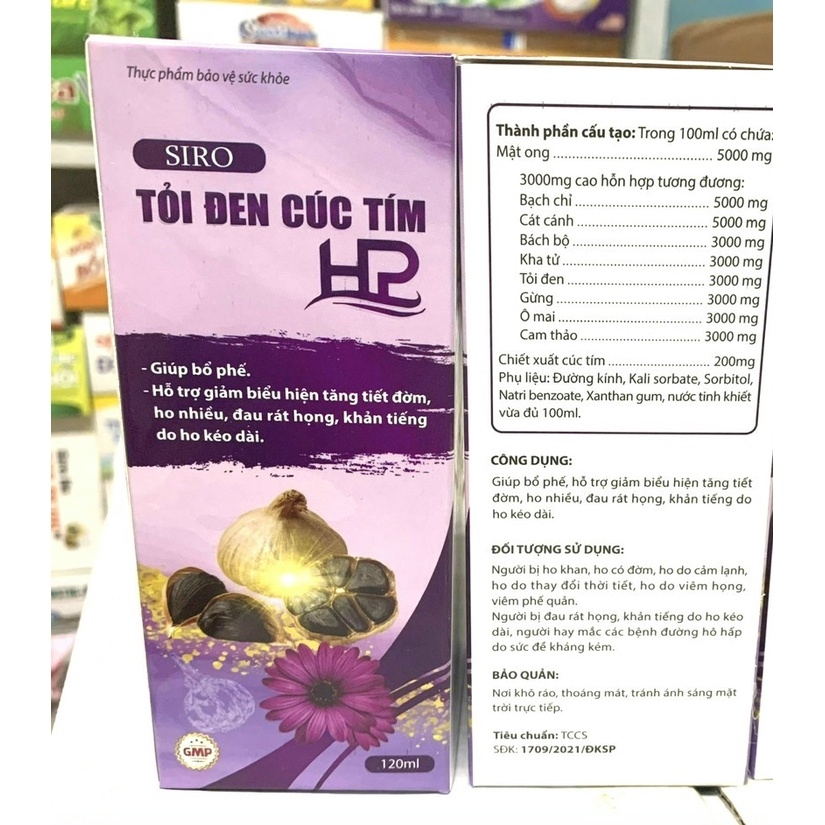 Thực phẩm bảo vệ sức khỏe
SIRO
TỎI ĐEN CÚC TÍM
HP
- Giúp bổ phế.
- Hỗ trợ giảm biểu hiện tăng tiết đờm,
ho nhiều, đau rát họng, khản tiếng
do ho kéo dài.
GMP
120ml
Thành phần cấu tạo: Trong 100ml có chứa:
Mật ong ........................................ 5000 mg
3000mg cao hỗn hợp tương đương:
Bạch chỉ ........................................ 5000 mg
Cát cánh ........................................ 5000 mg
Bách bộ ........................................ 3000 mg
Kha tử ........................................ 3000 mg
Tỏi đen ........................................ 3000 mg
Gừng ........................................ 3000 mg
Ô mai ........................................ 3000 mg
Cam thảo ........................................ 3000 mg
Chiết xuất cúc tím ........................................ 200mg
Phụ liệu: Đường kính, Kali sorbate, Sorbitol,
Natri benzoate, Xanthan gum, nước tinh khiết
vừa đủ 100ml.
CÔNG DỤNG:
Giúp bổ phế, hỗ trợ giảm biểu hiện tăng tiết
đờm, ho nhiều, đau rát họng, khản tiếng do
ho kéo dài.
ĐỐI TƯỢNG SỬ DỤNG:
Người bị ho khan, ho có đờm, ho do cảm lạnh,
ho do thay đổi thời tiết, ho do viêm họng,
viêm phế quản.
Người bị đau rát họng, khản tiếng do ho kéo
dài, người hay mắc các bệnh đường hô hấp
do sức đề kháng kém.
BẢO QUẢN:
Nơi khô ráo, thoáng mát, tránh ánh sáng mặt
trời trực tiếp.
Tiêu chuẩn: TCCS
SĐK: 1709/2021/ĐKSP